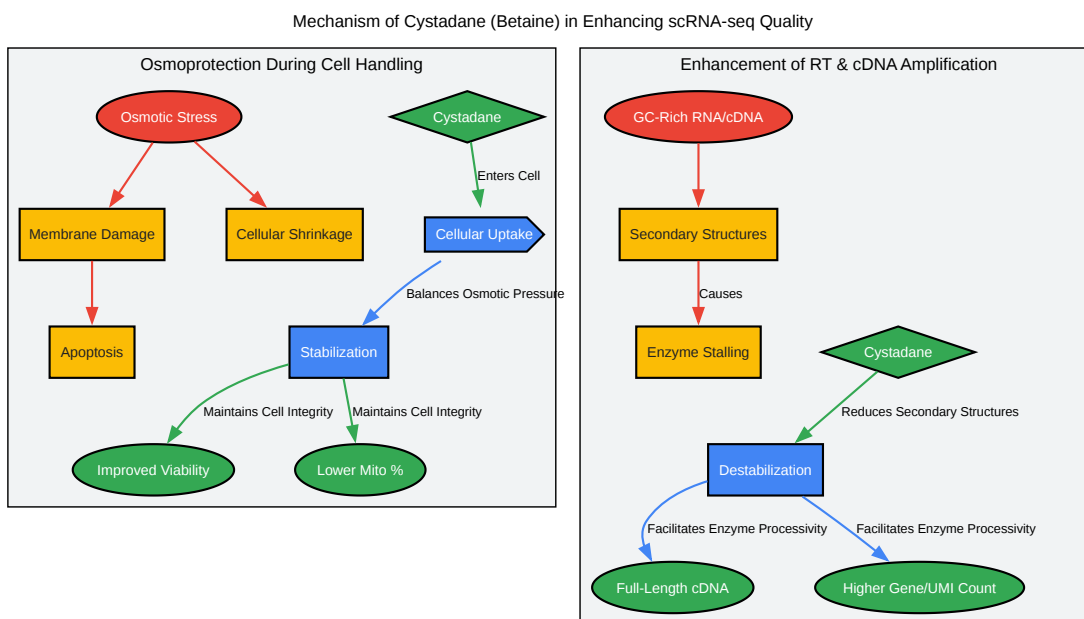 Mechanism of Cystadane (Betaine) in Enhancing scRNA-seq Quality
Osmoprotection During Cell Handling
Osmotic Stress
Cystadane
Enters Cell
Membrane Damage
Cellular Shrinkage
Cellular Uptake
Balances Osmotic Pressure
Apoptosis
Stabilization
Maintains Cell Integrity
Maintains Cell Integrity
Improved Viability
Lower Mito %
Enhancement of RT & cDNA Amplification
GC-Rich RNA/cDNA
Secondary Structures
Causes
Enzyme Stalling
Cystadane
Reduces Secondary Structures
Destabilization
Facilitates Enzyme Processivity
Facilitates Enzyme Processivity
Full-Length cDNA
Higher Gene/UMI Count